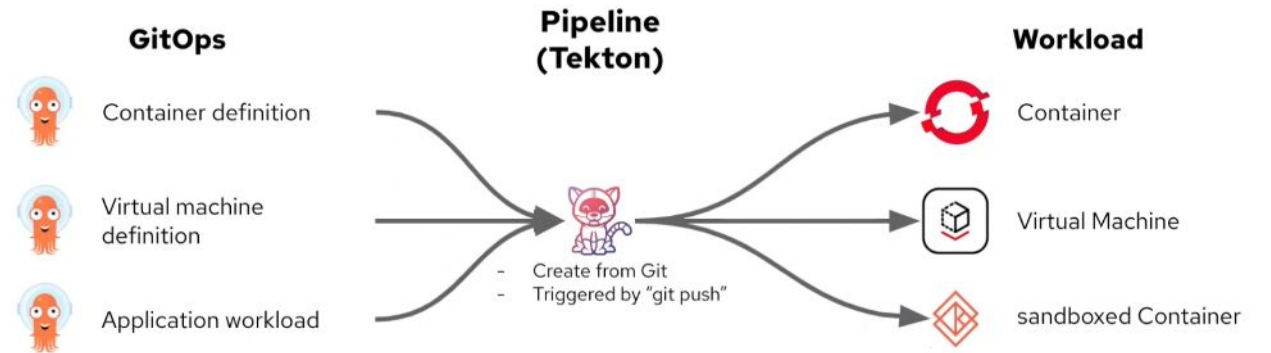 GitOps
Pipeline
(Tekton)
Workload
Container definition
Container
Virtual machine
definition
Virtual Machine
- Create from Git
- Triggered by “git push”
Application workload
sandboxed Container